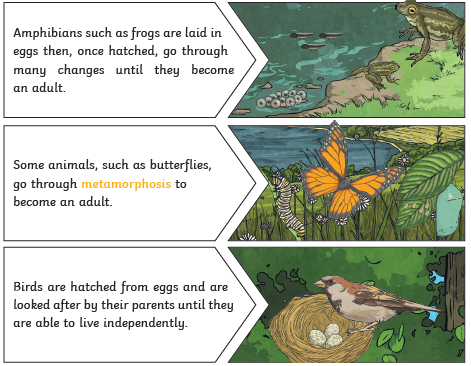 Amphibians such as frogs are laid in
eggs then, once hatched, go through
many changes until they become
an adult.
Some animals, such as butterflies,
go through metamorphosis to
become an adult.
Birds are hatched from eggs and are
looked after by their parents until they
are able to live independently.